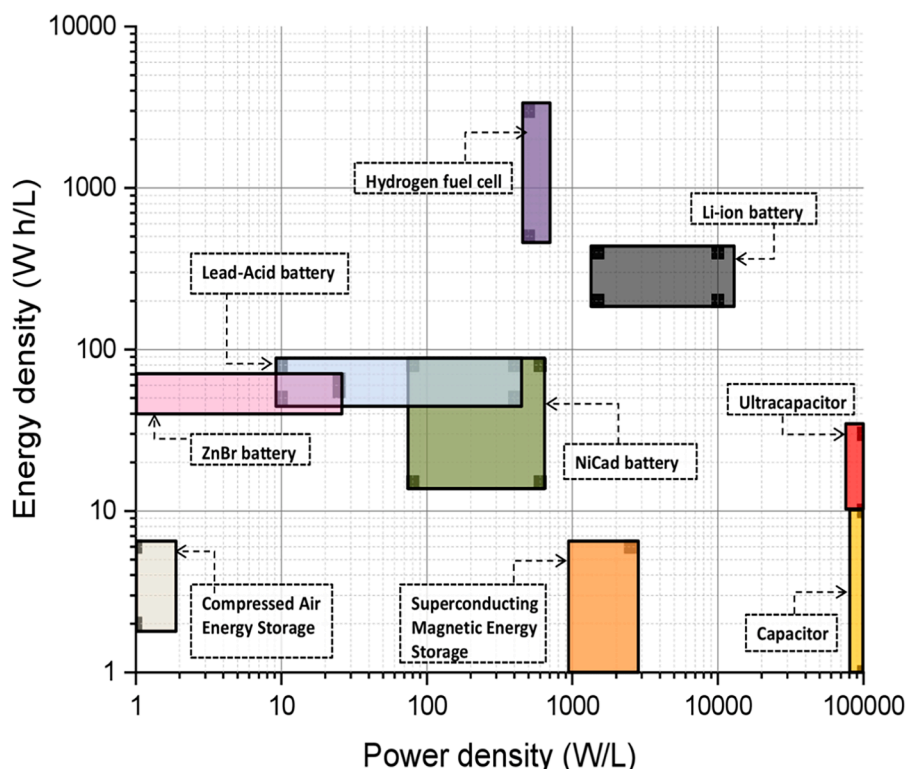 10000
1000
100
10
1
Energy density (W h/L)
Hydrogen fuel cell
Li-ion battery
Lead-Acid battery
Ultracapacitor
ZnBr battery
NiCad battery
Compressed Air
Energy Storage
Superconducting
Magnetic Energy
Storage
Capacitor
1
10
100
1000
10000
100000
Power density (W/L)